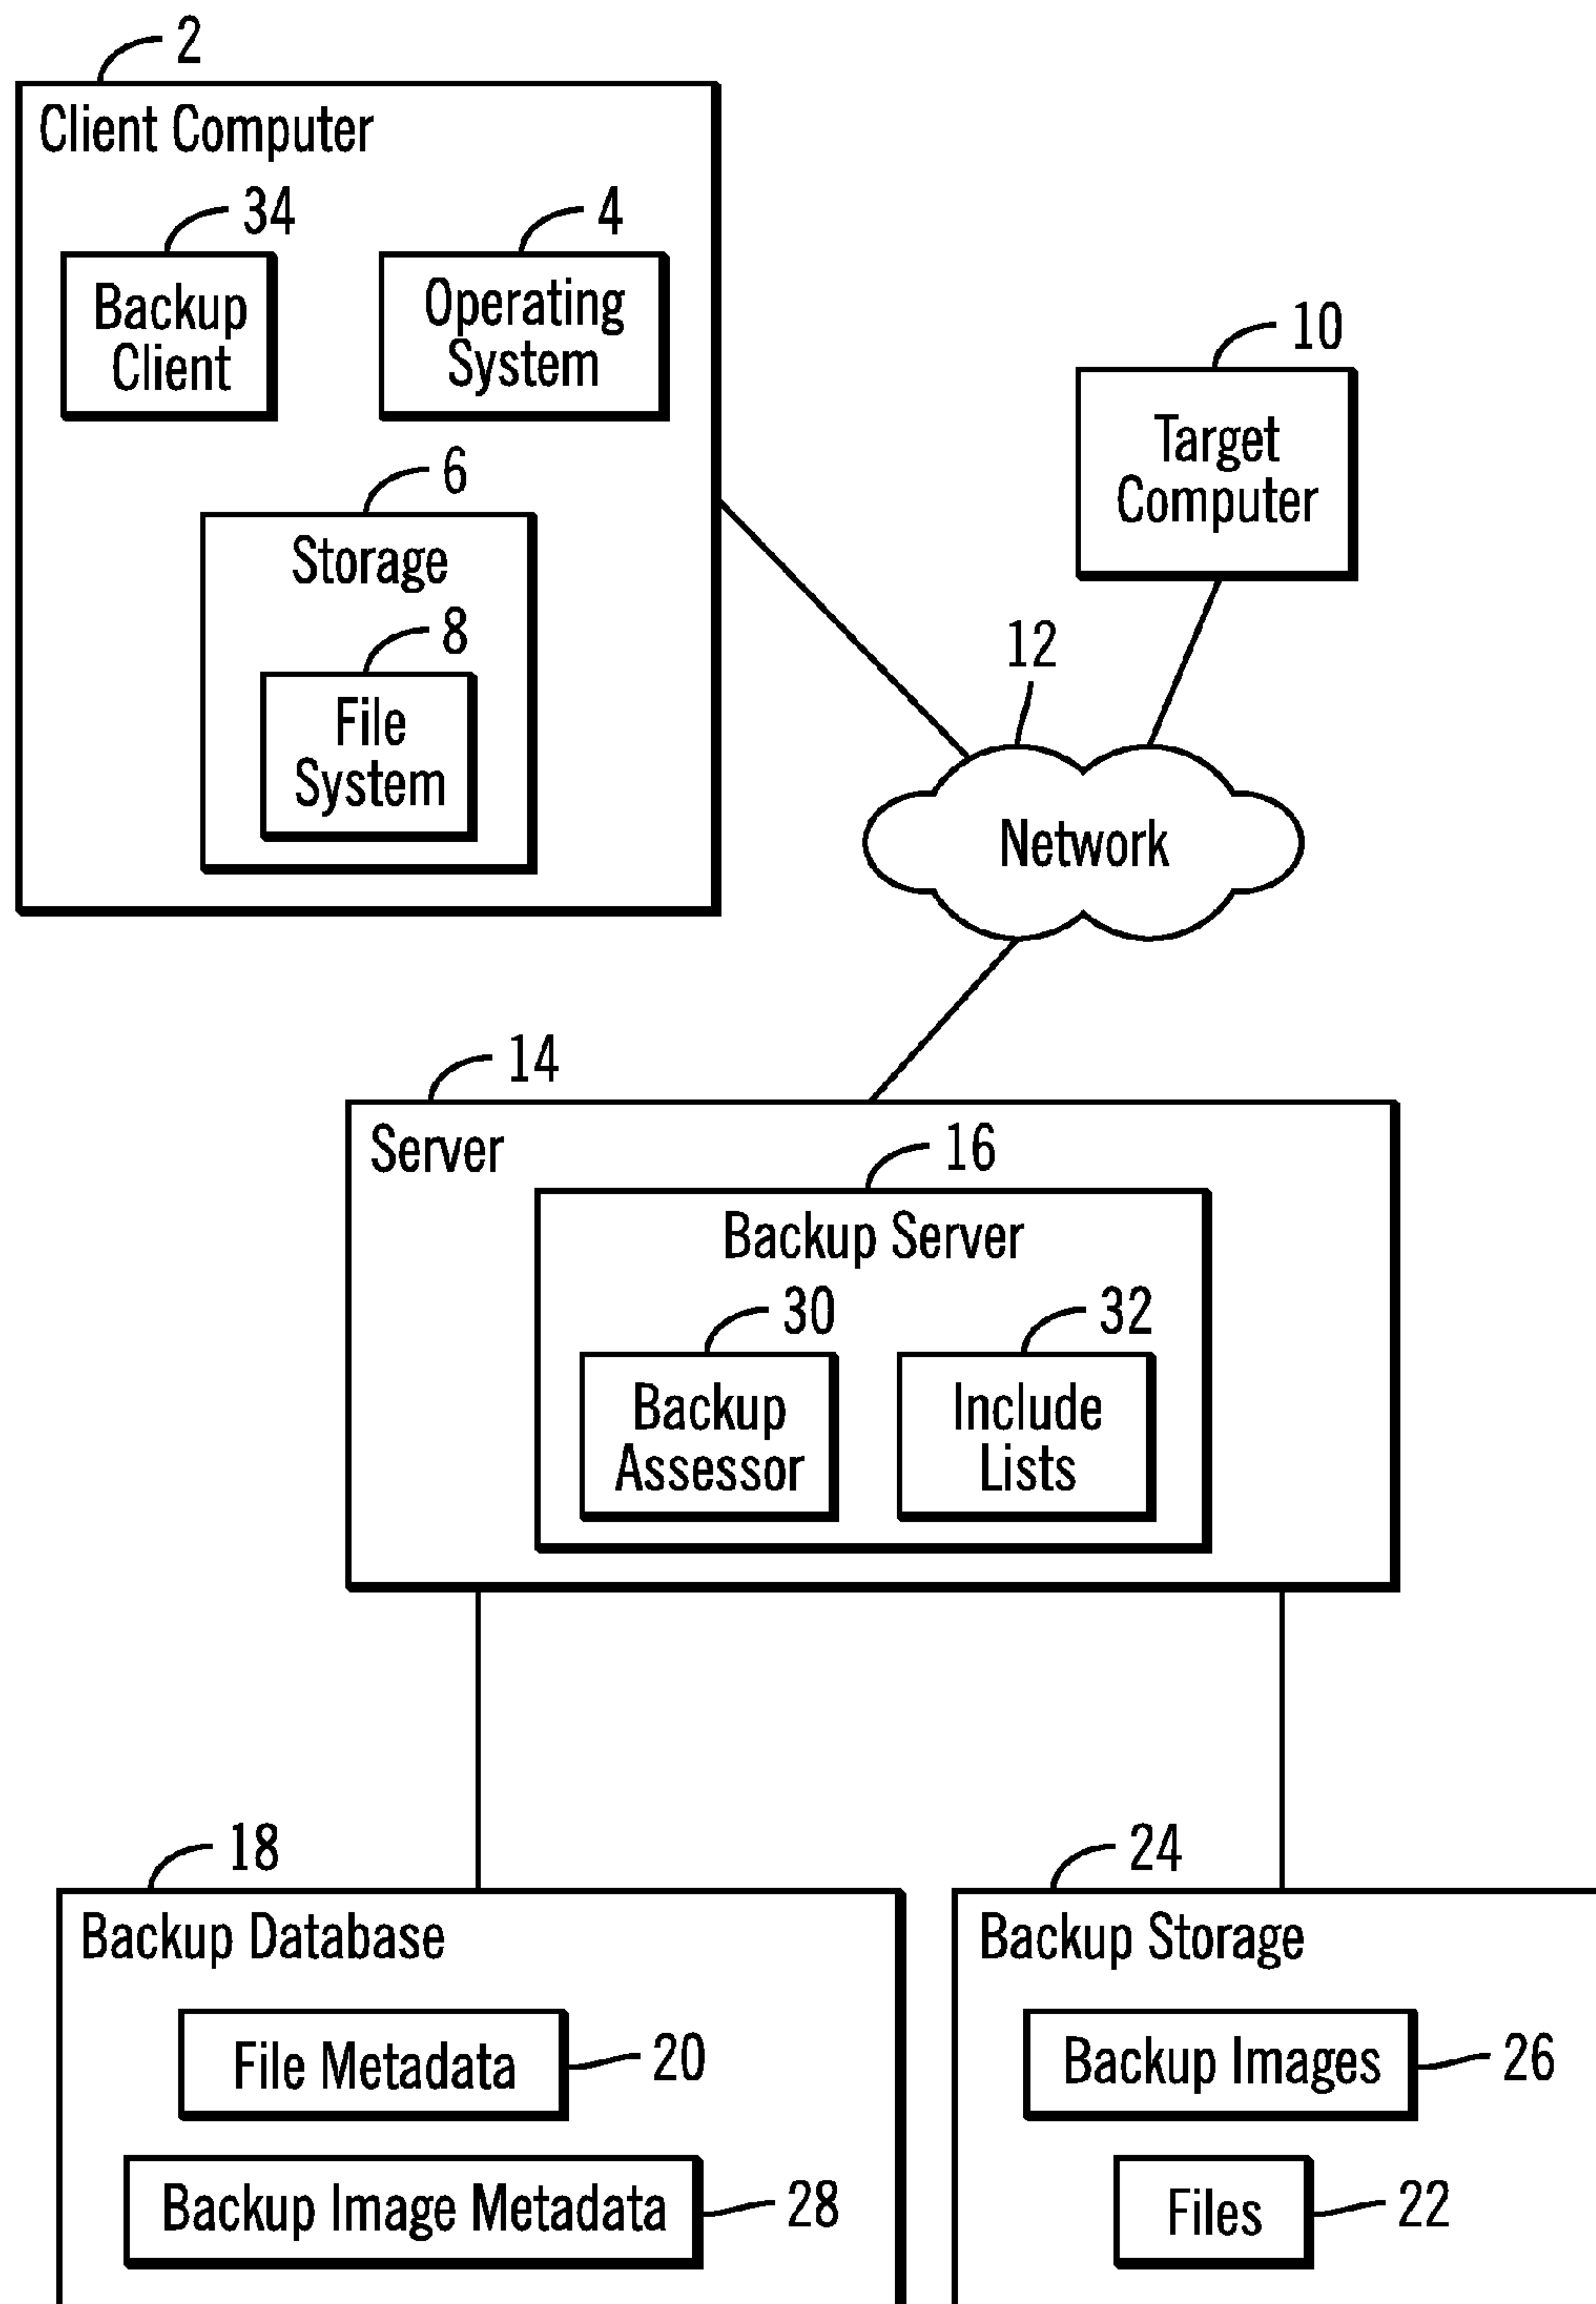 2
Client Computer
34
4
Backup
Client
Operating
System
10
Target
Computer
6
Storage
8
File
System
12
Network
14
Server
16
Backup Server
30
32
Backup
Assessor
Include
Lists
18
24
Backup Database
Backup Storage
File Metadata
20
Backup Images
26
Backup Image Metadata
28
Files
22